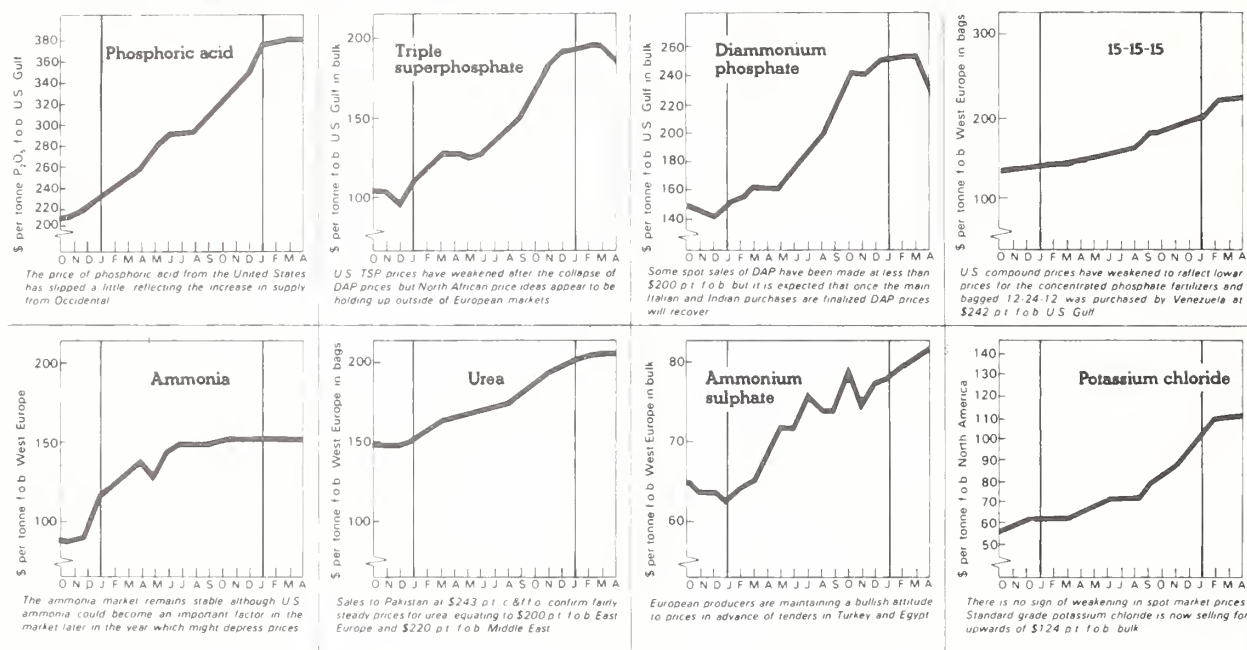 $ per tonne P₂O₅ f o b US Gulf
380
360
340
320
300
280
260
240
220
200
Phosphoric acid
O N D J F M A M J J A S O N D J F M A
The price of phosphoric acid from the United States
has slipped a little reflecting the increase in supply
from Occidental
$ per tonne f o b US Gulf in bulk
200
150
100
Triple
superphosphate
O N D J F M A M J J A S O N D J F M A
US TSP prices have weakened after the collapse of
DAP prices but North African price ideas appear to be
holding up outside of European markets
$ per tonne f o b US Gulf in bulk
260
240
220
200
180
160
140
Diammonium
phosphate
O N D J F M A M J J A S O N D J F M A
Some spot sales of DAP have been made at less than
$200 p t f o b but it is expected that once the main
Italian and Indian purchases are finalized DAP prices
will recover
$ per tonne f o b West Europe in bags
300
200
100
15-15-15
O N D J F M A M J J A S O N D J F M A
US compound prices have weakened to raflect lowar
prices for the concentrated phosphate fartilizers and
bagged 12-24-12 was purchased by Venezuela at
$242 p t f o b US Gulf
$ per tonne f o b West Europe
200
150
100
Ammonia
O N D J F M A M J J A S O N D J F M A
The ammonia market remains stable although US
ammonia could become an important factor in the
market later in the year which might depress prices
$ per tonne f o b West Europe in bags
200
150
100
Urea
O N D J F M A M J J A S O N D J F M A
Sales to Pakistan at $243 p t c & f f o confirm fairly
steady prices for urea equating to $200 p t f o b East
Europe and $220 p t f o b Middle East
$ per tonne f o b West Europe in bulk
80
70
60
Ammonium
sulphate
O N D J F M A M J J A S O N D J F M A
European producers are maintaining a bullish attitude
to prices in advance of tenders in Turkey and Egypt
$ per tonne f o b North America
140
130
120
110
100
90
80
70
60
50
Potassium chloride
O N D J F M A M J J A S O N D J F M A
There is no sign of weakening in spot market prices
Standard grade potassium chloride is now selling for
upwards of $124 p t f o b bulk